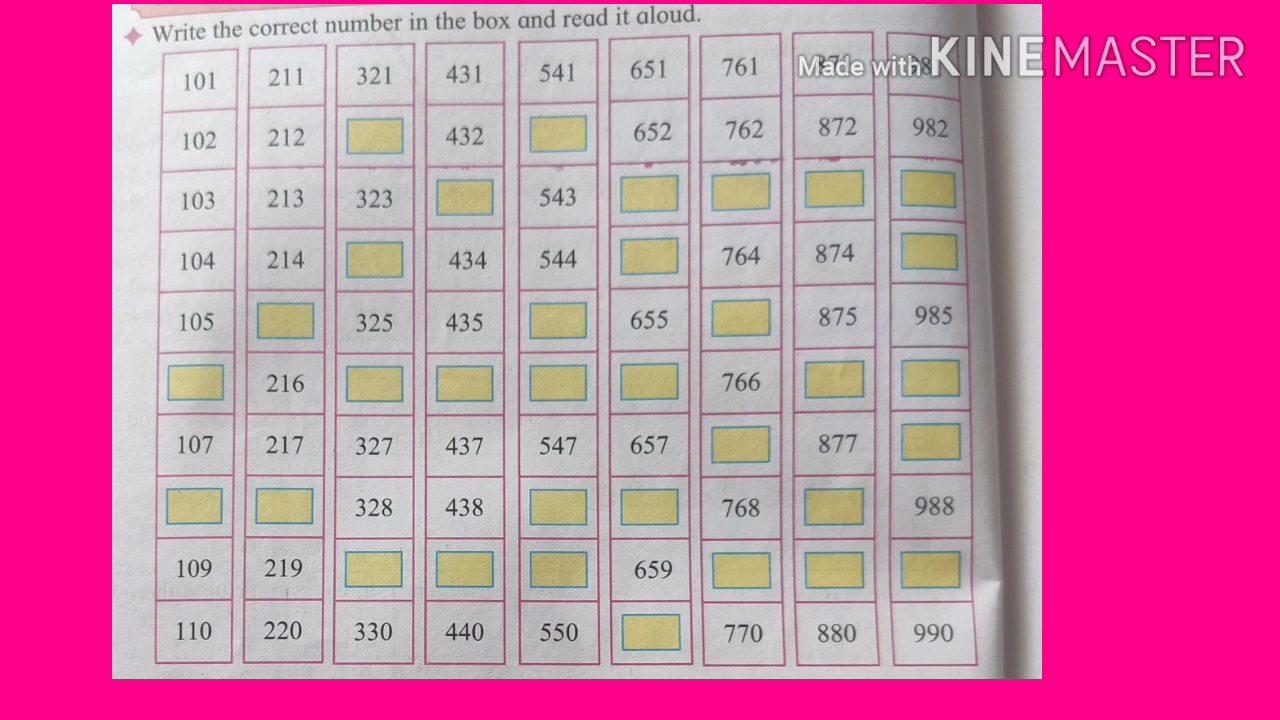 Write the correct number in the box and read it aloud.
Made with KINEMASTER
101 211 321 431 541 651 761
102 212 432 652 762 872 982
103 213 323 543
104 214 434 544 764 874
105 325 435 655 875 985
216 766
107 217 327 437 547 657 877
328 438 768 988
109 219 659
110 220 330 440 550 770 880 990